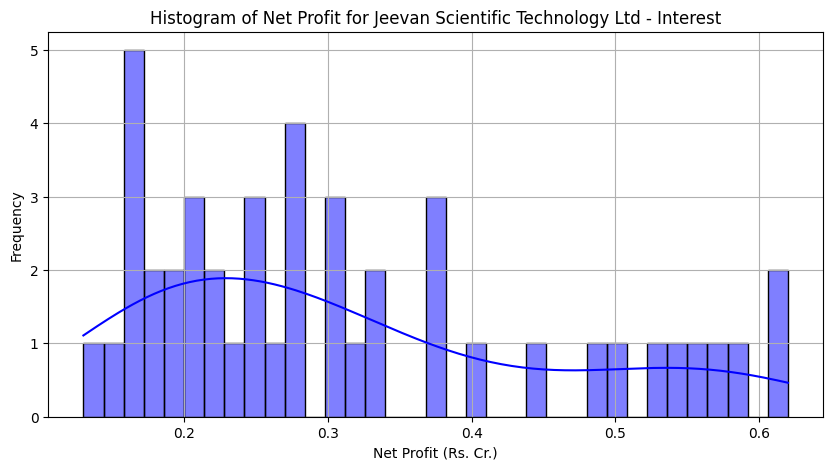 Histogram of Net Profit for Jeevan Scientific Technology Ltd - Interest
Frequency
5
4
3
2
1
0
0.2 0.3 0.4 0.5 0.6
Net Profit (Rs. Cr.)